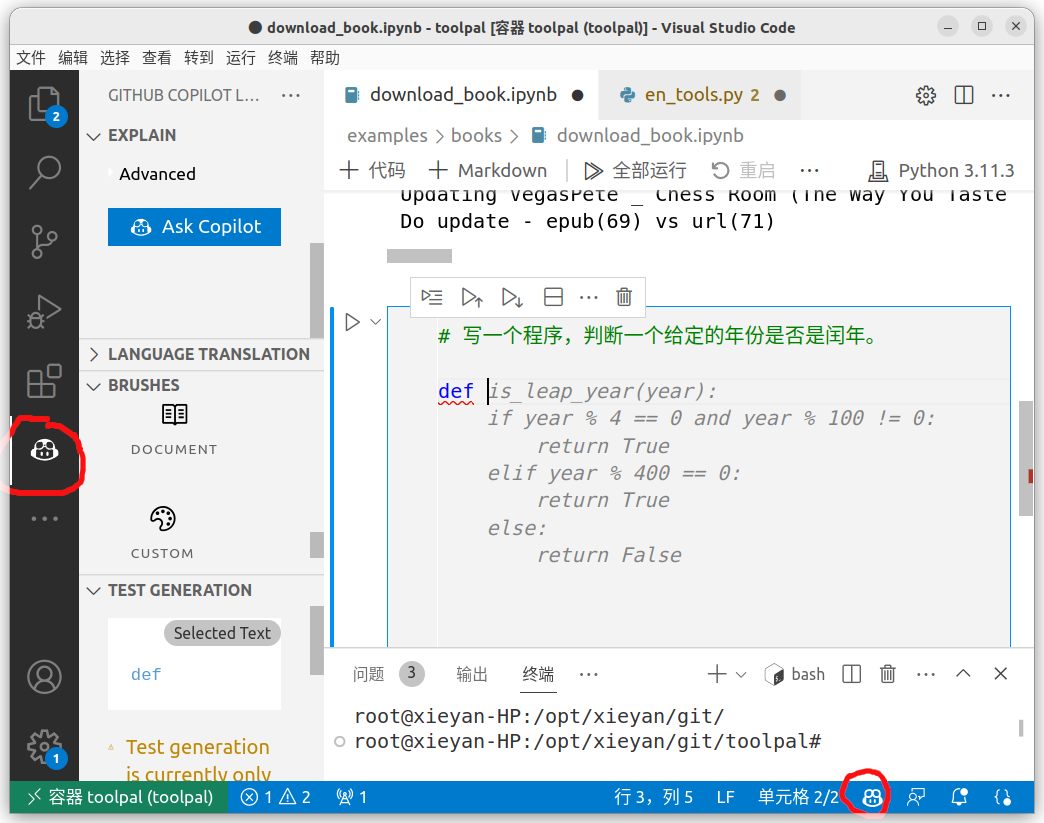 download_book.ipynb - toolpal [容器 toolpal (toolpal)] - Visual Studio Code
文件 编辑 选择 查看 转到 运行 终端 帮助
2
GITHUB COPILOT L...
EXPLAIN
Advanced
Ask Copilot
LANGUAGE TRANSLATION
BRUSHES
DOCUMENT
CUSTOM
TEST GENERATION
Selected Text
def
Test generation
is currently only
1
download_book.ipynb
en_tools.py 2
examples > books > download_book.ipynb
代码 Markdown 全部运行 重启 Python 3.11.3
Updating VegasPete _ Chess Room (The Way You Taste
Do update - epub(69) vs url(71)
# 写一个程序，判断一个给定的年份是否是闰年。
def is_leap_year(year):
if year % 4 == 0 and year % 100 != 0:
return True
elif year % 400 == 0:
return True
else:
return False
问题 3 输出 终端 bash
root@xieyan-HP:/opt/xieyan/git/
root@xieyan-HP:/opt/xieyan/git/toolpal#
容器 toolpal (toolpal) 1 2 1 行 3，列 5 LF 单元格 2/2